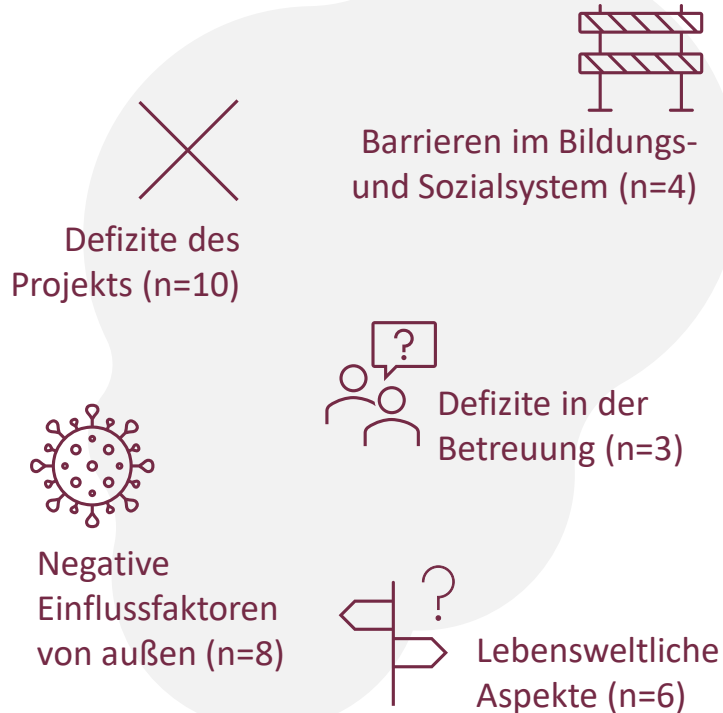 Barrieren im Bildungs-
und Sozialsystem (n=4)
Defizite des
Projekts (n=10)
?
Defizite in der
Betreuung (n=3)
Negative
Einflussfaktoren
von außen (n=8)
?
Lebensweltliche
Aspekte (n=6)